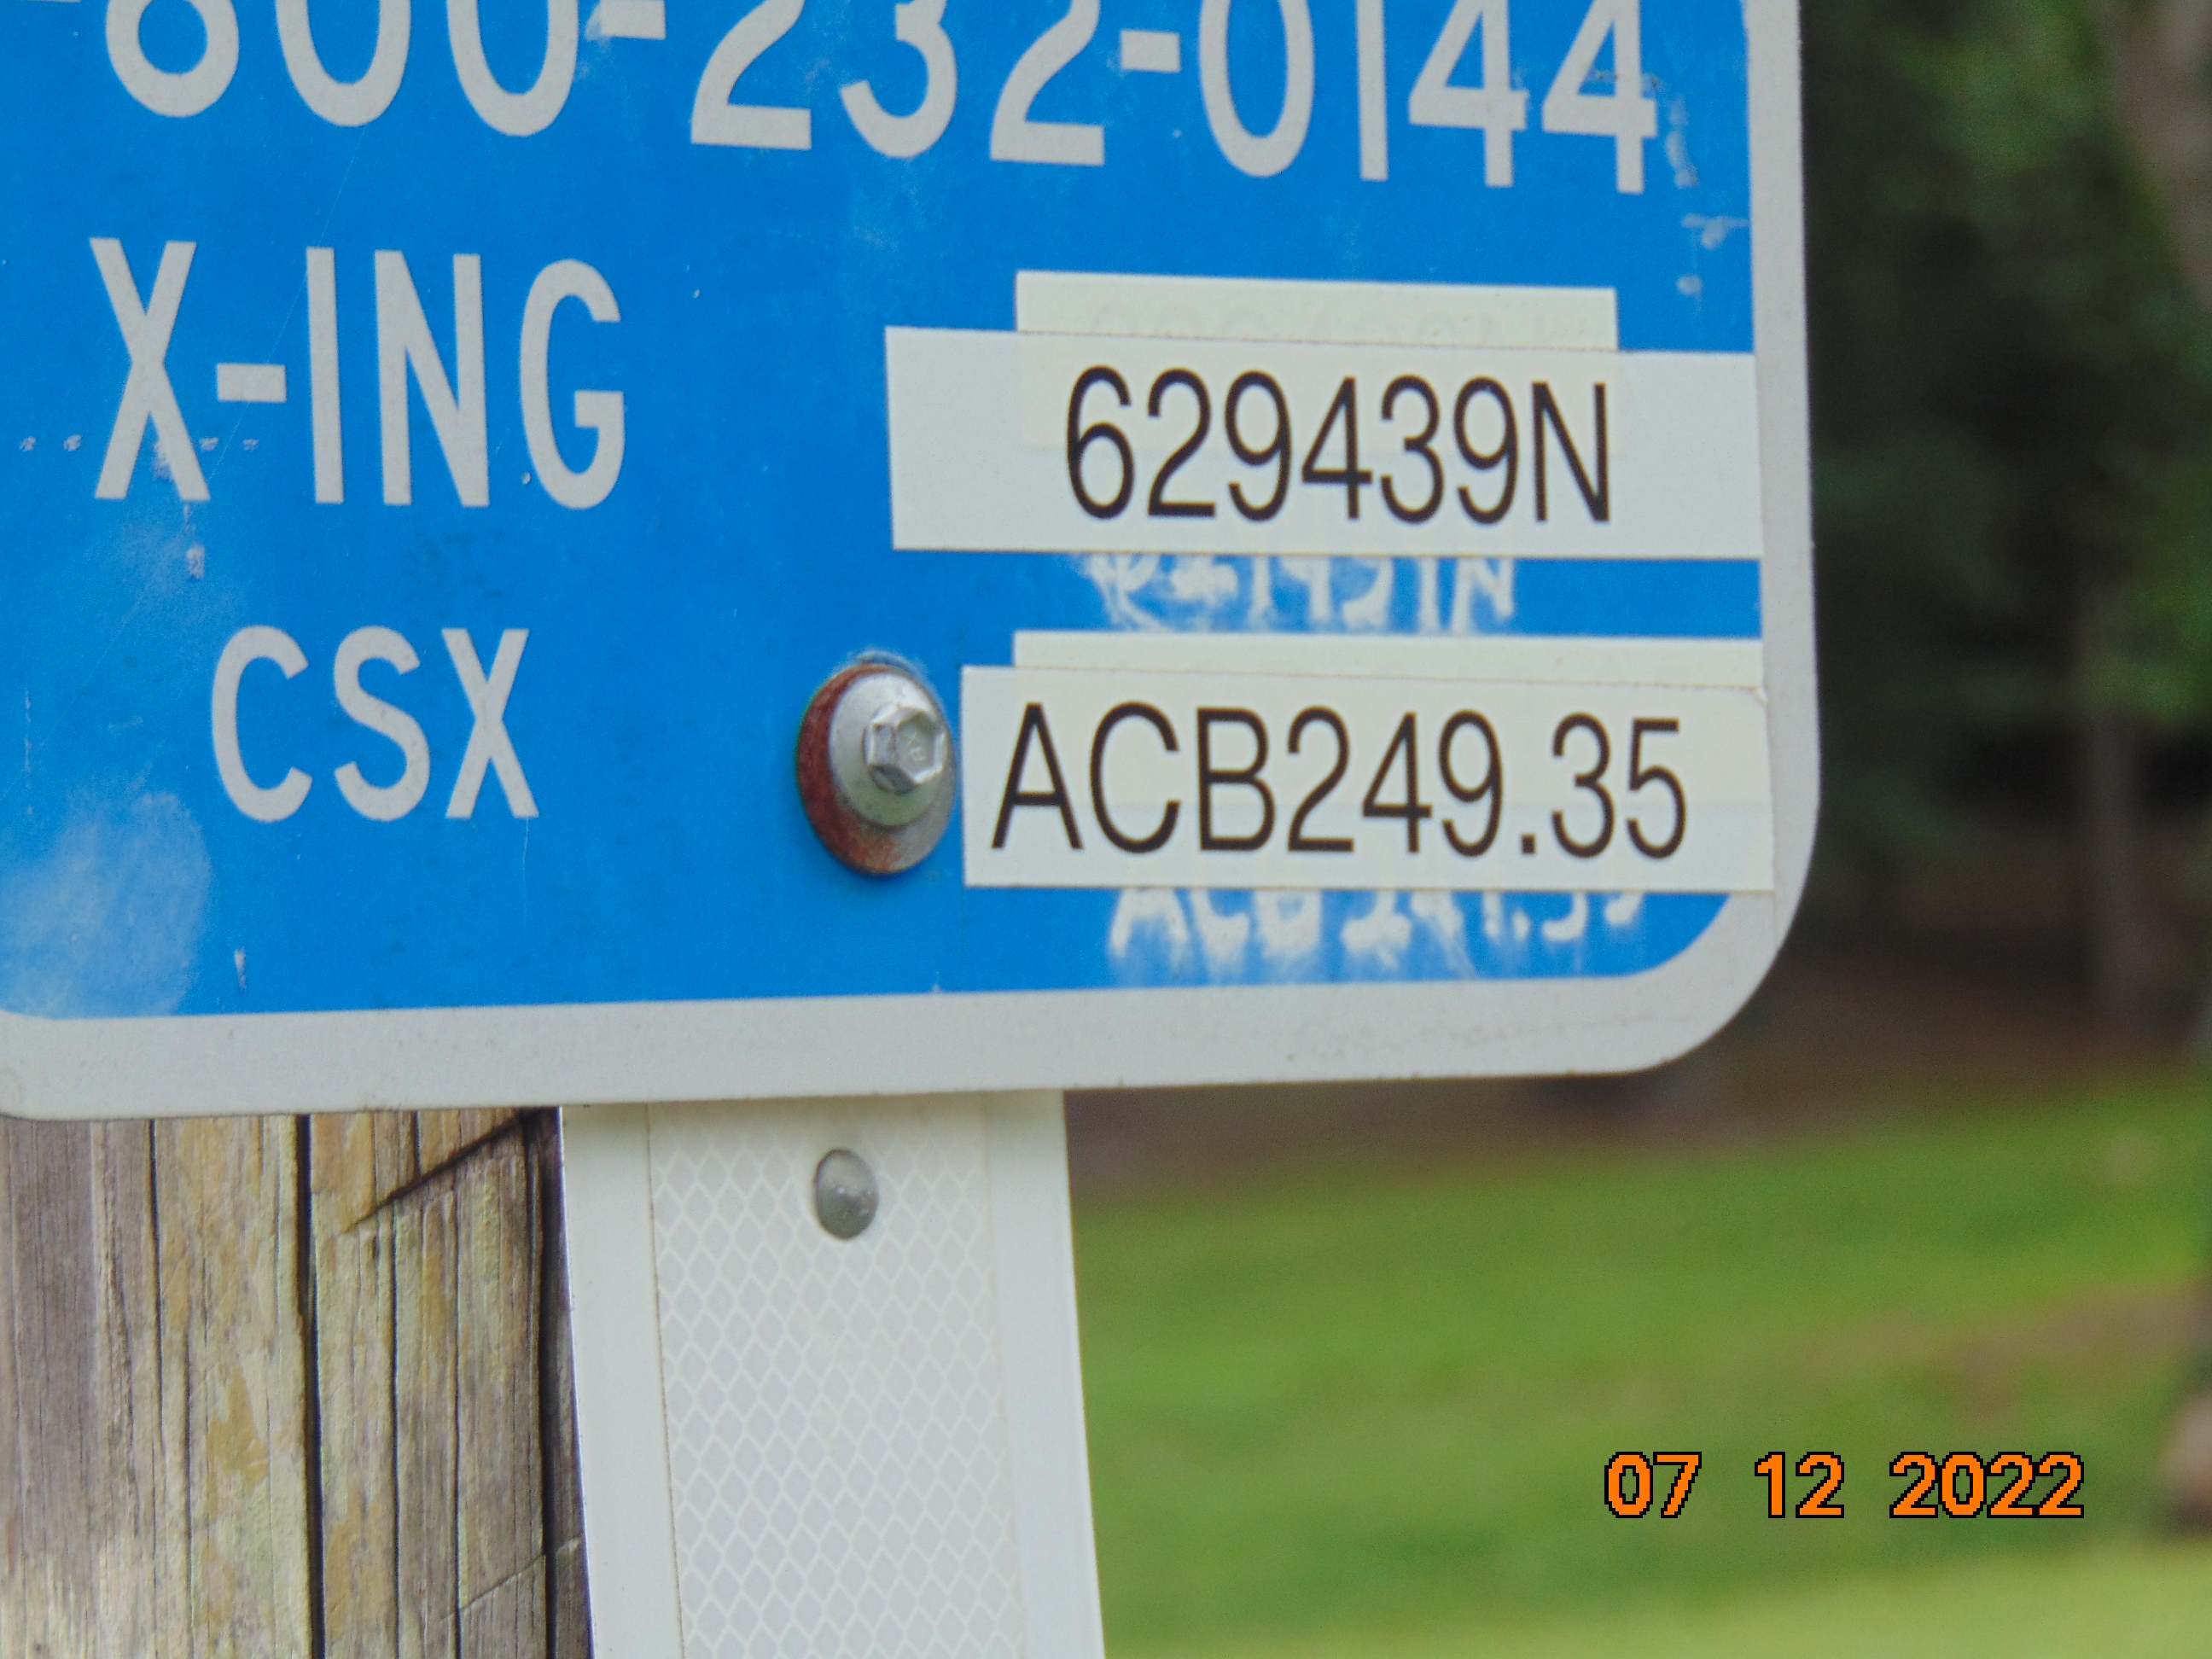 -800-232-0144
X-ING 629439N
CSX ACB249.35
07 12 2022